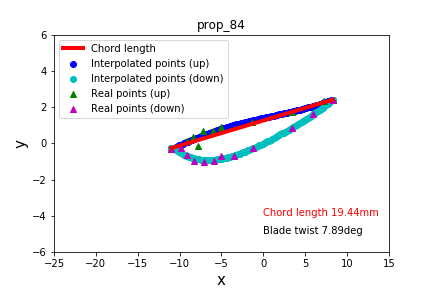 prop_84
Chord length
Interpolated points (up)
Interpolated points (down)
Real points (up)
Real points (down)
6
4
2
0
−2
−4
−6
y
Chord length 19.44mm
Blade twist 7.89deg
−25
−20
−15
−10
−5
0
5
10
15
x